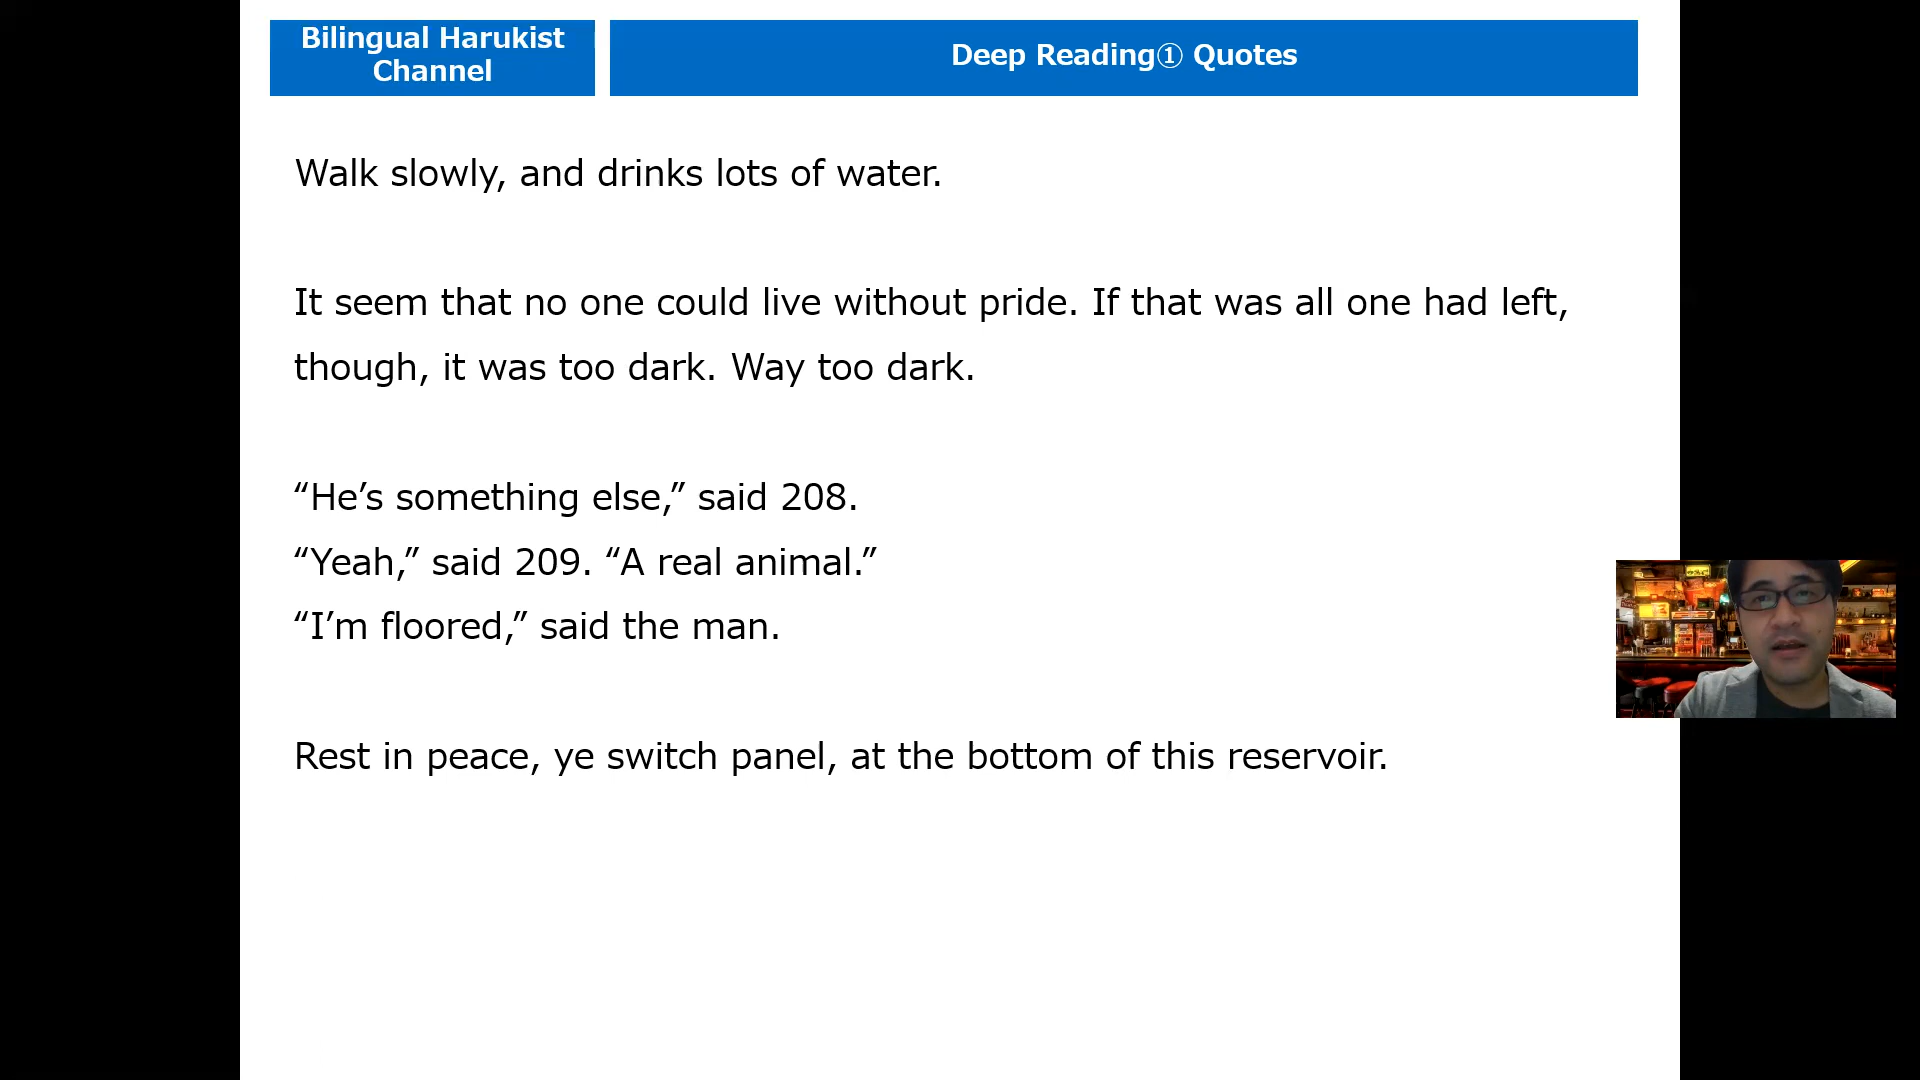 Bilingual Harukist
Channel
Deep Reading① Quotes
Walk slowly, and drinks lots of water.
It seem that no one could live without pride. If that was all one had left,
though, it was too dark. Way too dark.
“He’s something else,” said 208.
“Yeah,” said 209. “A real animal.”
“I’m floored,” said the man.
Rest in peace, ye switch panel, at the bottom of this reservoir.